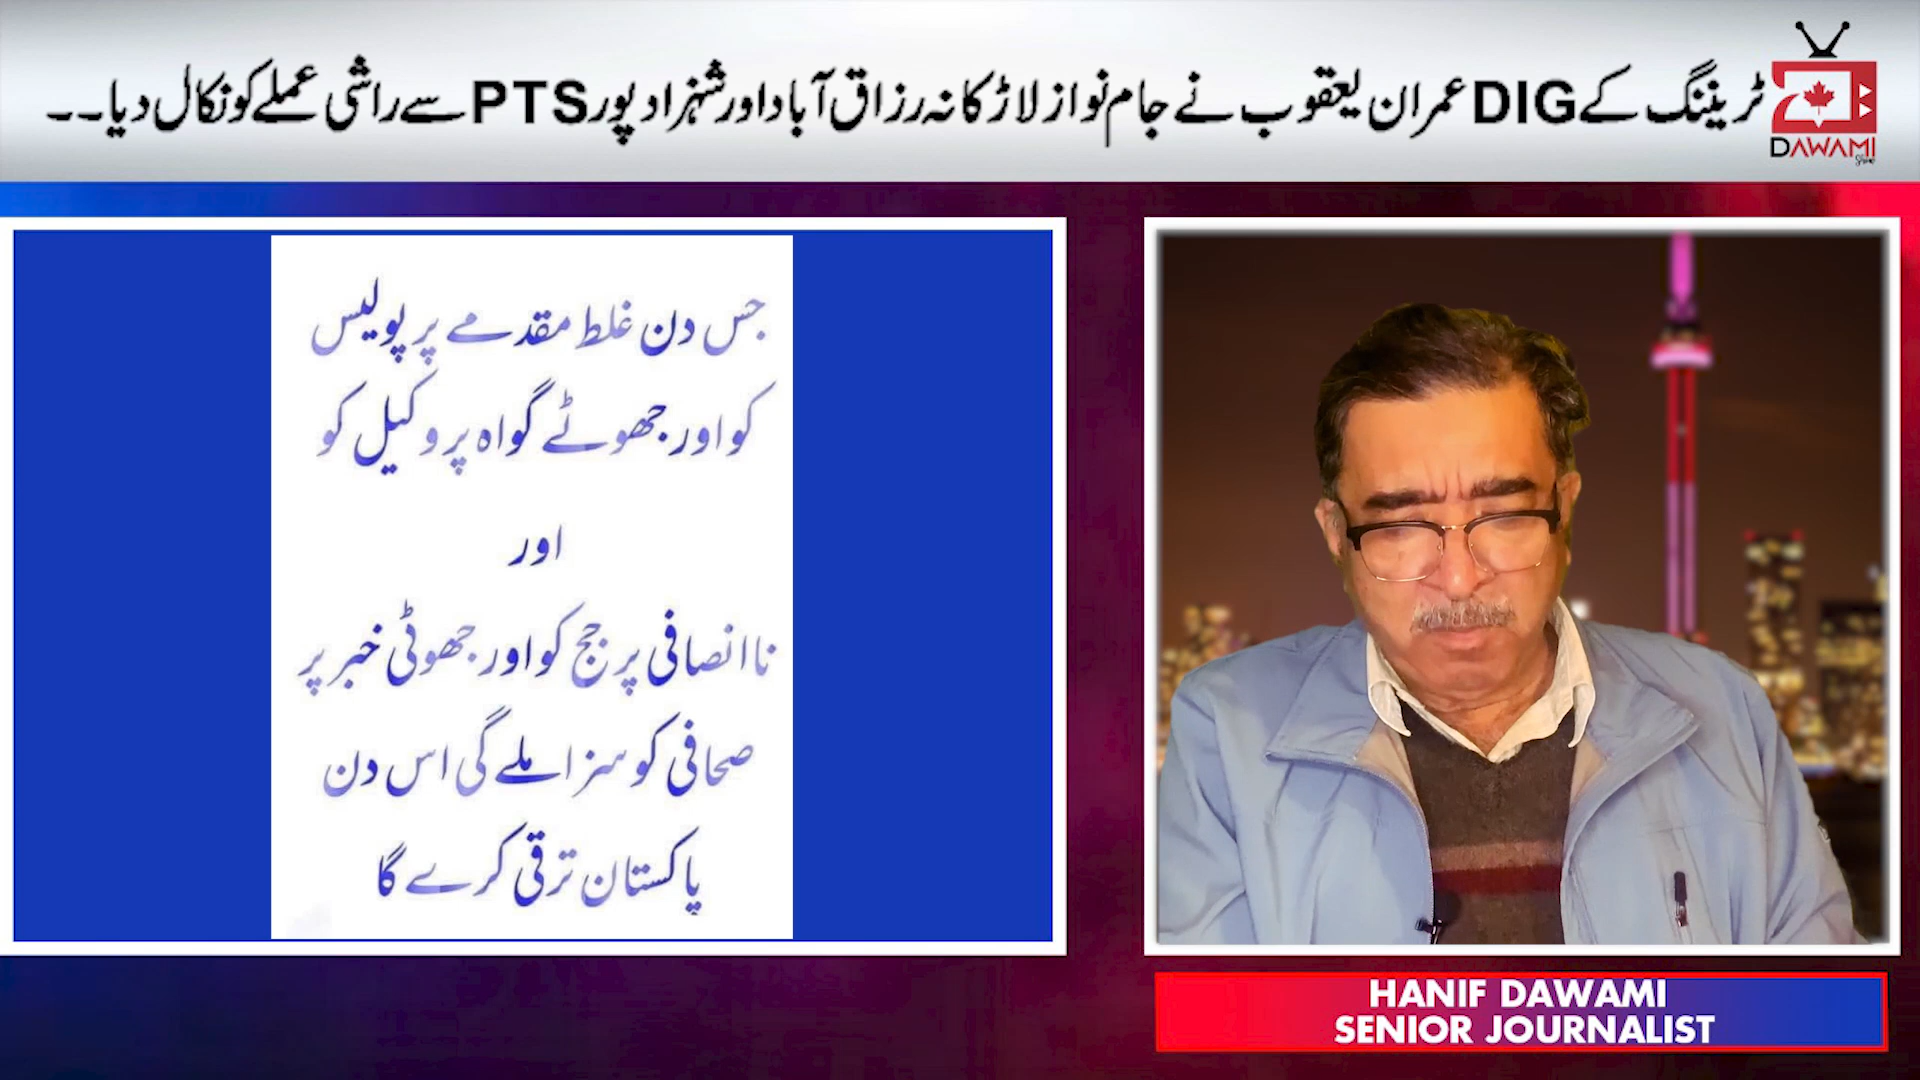 ٹریننگ کے DIG عمران یعقوب نے جام نواز لاڑکانہ رزاق آباد اور شہزاد پور PTS سے راشی عملے کو نکال دیا۔۔
DAWAMI
Show
جس دن غلط مقدمے پر پولیس
کو اور جھوٹے گواہ پر وکیل کو
اور
ناانصافی پر جج کو اور جھوٹی خبر پر
صحافی کو سزا ملے گی اس دن
پاکستان ترقی کرے گا
HANIF DAWAMI
SENIOR JOURNALIST